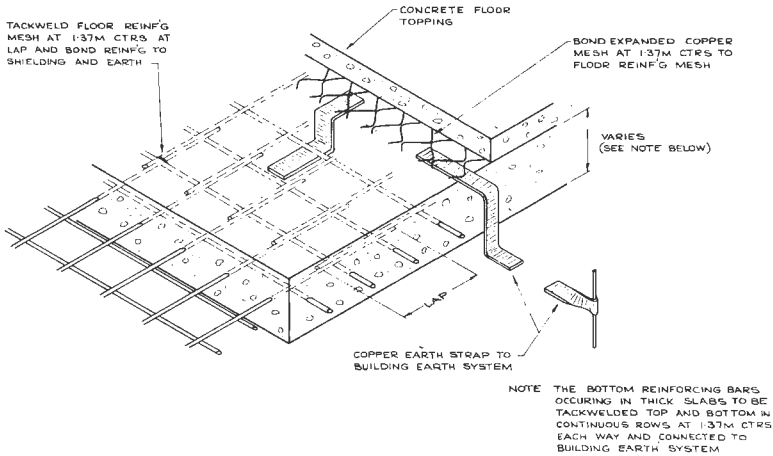 TACKWELD FLOOR REINF'G
MESH AT 1·37M CTRS AT
LAP AND BOND REINF'G TO
SHIELDING AND EARTH
CONCRETE FLOOR
TOPPING
BOND EXPANDED COPPER
MESH AT 1·37M CTRS TO
FLOOR REINF'G MESH
VARIES
(SEE NOTE BELOW)
LAP
COPPER EARTH STRAP TO
BUILDING EARTH SYSTEM
NOTE THE BOTTOM REINFORCING BARS
OCCURING IN THICK SLABS TO BE
TACKWELDED TOP AND BOTTOM IN
CONTINUOUS ROWS AT 1·37M CTRS
EACH WAY AND CONNECTED TO
BUILDING EARTH SYSTEM